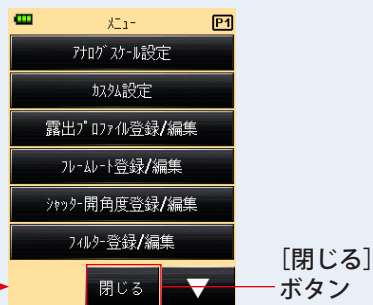 ﾒﾆｭｰ P1
ｱﾅﾛｸﾞｽｹｰﾙ設定
ｶｽﾀﾑ設定
露出ﾌﾟﾛﾌｧｲﾙ登録/編集
ﾌﾚｰﾑﾚｰﾄ登録/編集
ｼｬｯﾀｰ開角度登録/編集
ﾌｨﾙﾀｰ登録/編集
閉じる
[閉じる]
ボタン